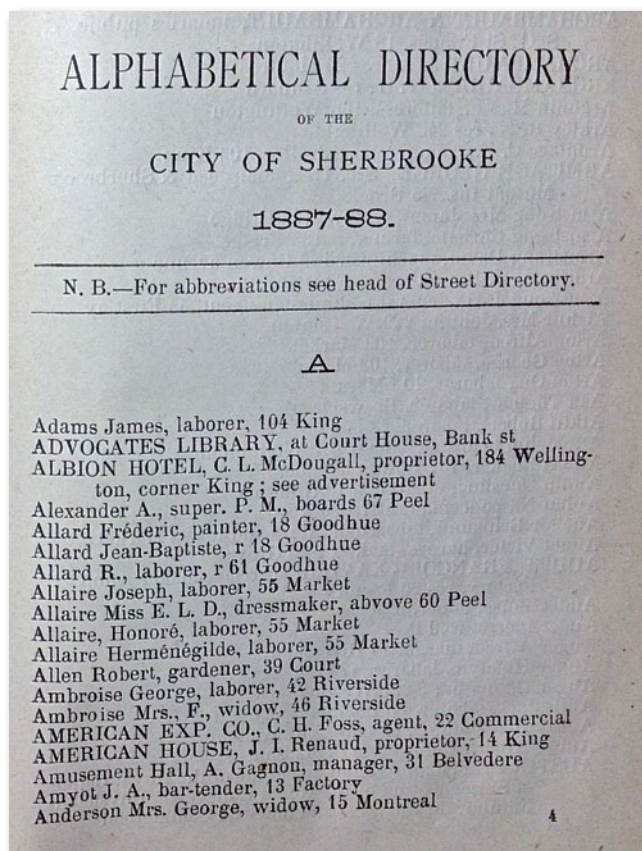 ALPHABETICAL DIRECTORY
OF THE
CITY OF SHERBROOKE
1887-88.
N. B.—For abbreviations see head of Street Directory.
A
Adams James, laborer, 104 King
ADVOCATES LIBRARY, at Court House, Bank st
ALBION HOTEL, C. L. McDougall, proprietor, 184 Welling-
ton, corner King ; see advertisement
Alexander A., super. P. M., boards 67 Peel
Allard Fréderic, painter, 18 Goodhue
Allard Jean-Baptiste, r 18 Goodhue
Allard R., laborer, r 61 Goodhue
Allaire Joseph, laborer, 55 Market
Allaire Miss E. L. D., dressmaker, abvove 60 Peel
Allaire, Honoré, laborer, 55 Market
Allaire Herménégilde, laborer, 55 Market
Allen Robert, gardener, 39 Court
Ambroise George, laborer, 42 Riverside
Ambroise Mrs., F., widow, 46 Riverside
AMERICAN EXP. CO., C. H. Foss, agent, 22 Commercial
AMERICAN HOUSE, J. I. Renaud, proprietor, 14 King
Amusement Hall, A. Gagnon, manager, 31 Belvedere
Amyot J. A., bar-tender, 13 Factory
Anderson Mrs. George, widow, 15 Montreal
4